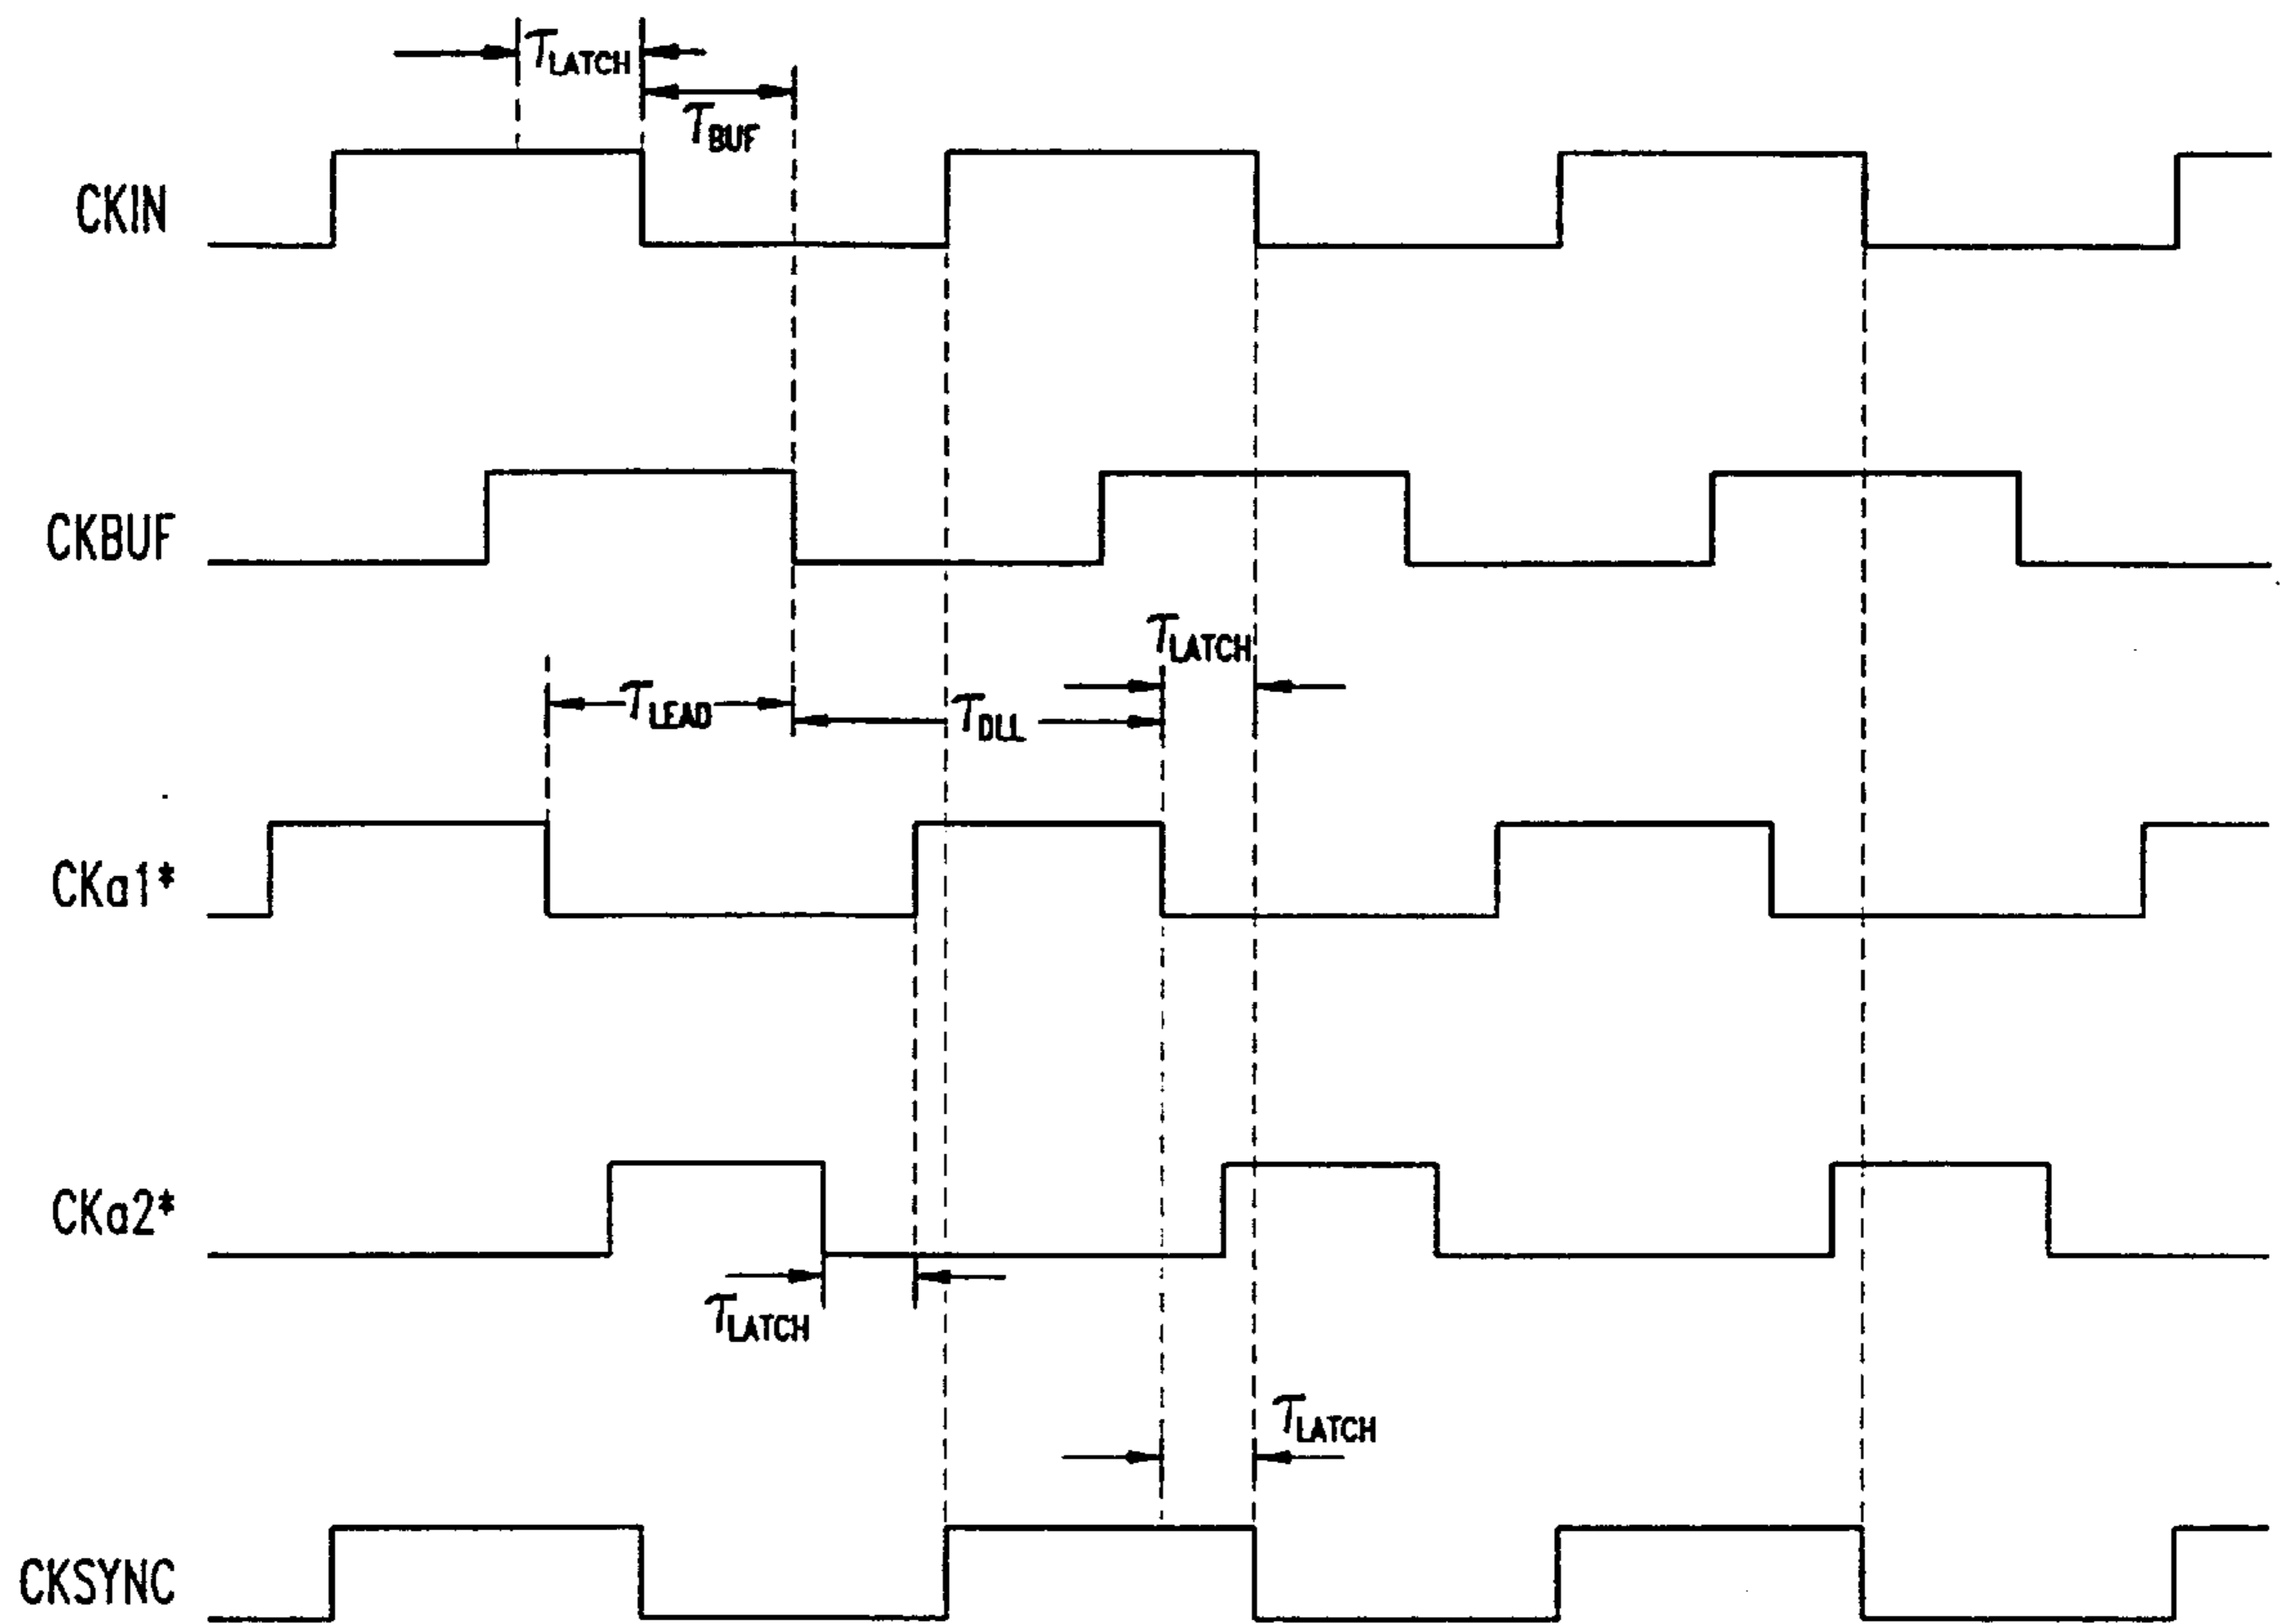 τLATCH
τBUF
CKIN
CKBUF
τLATCH
τLEAD
τDLL
CKa1*
CKa2*
τLATCH
τLATCH
CKSYNC